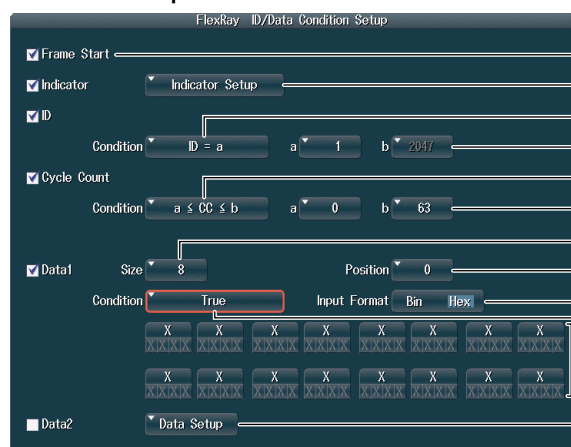 FlexRay ID/Data Condition Setup
Frame Start
Indicator Indicator Setup
ID
Condition ID = a a 1 b 2047
Cycle Count
Condition a ≤ CC ≤ b a 0 b 63
Data1 Size 8 Position 0
Condition True Input Format Bin Hex
X X X X X X X X
XXXX XXXX XXXX XXXX XXXX XXXX XXXX XXXX
X X X X X X X X
XXXX XXXX XXXX XXXX XXXX XXXX XXXX XXXX
Data2 Data Setup